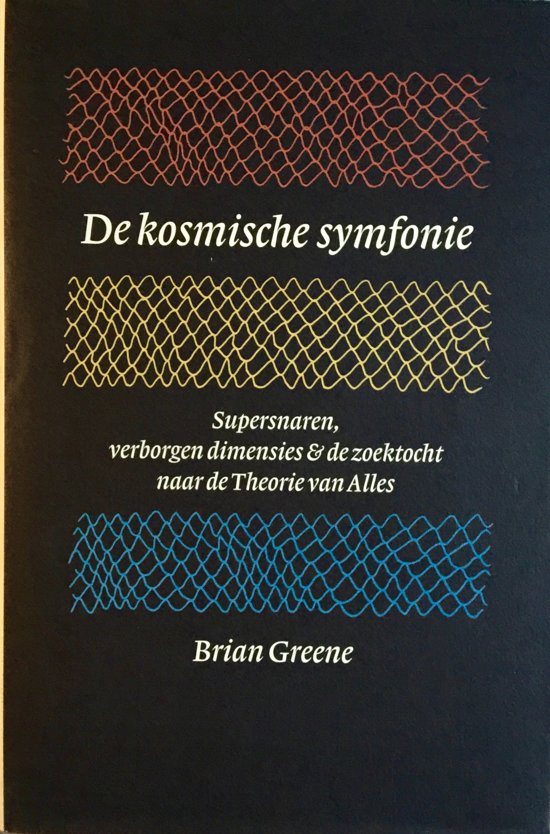 De kosmische symfonie
Supersnaren,
verborgen dimensies & de zoektocht
naar de Theorie van Alles
Brian Greene